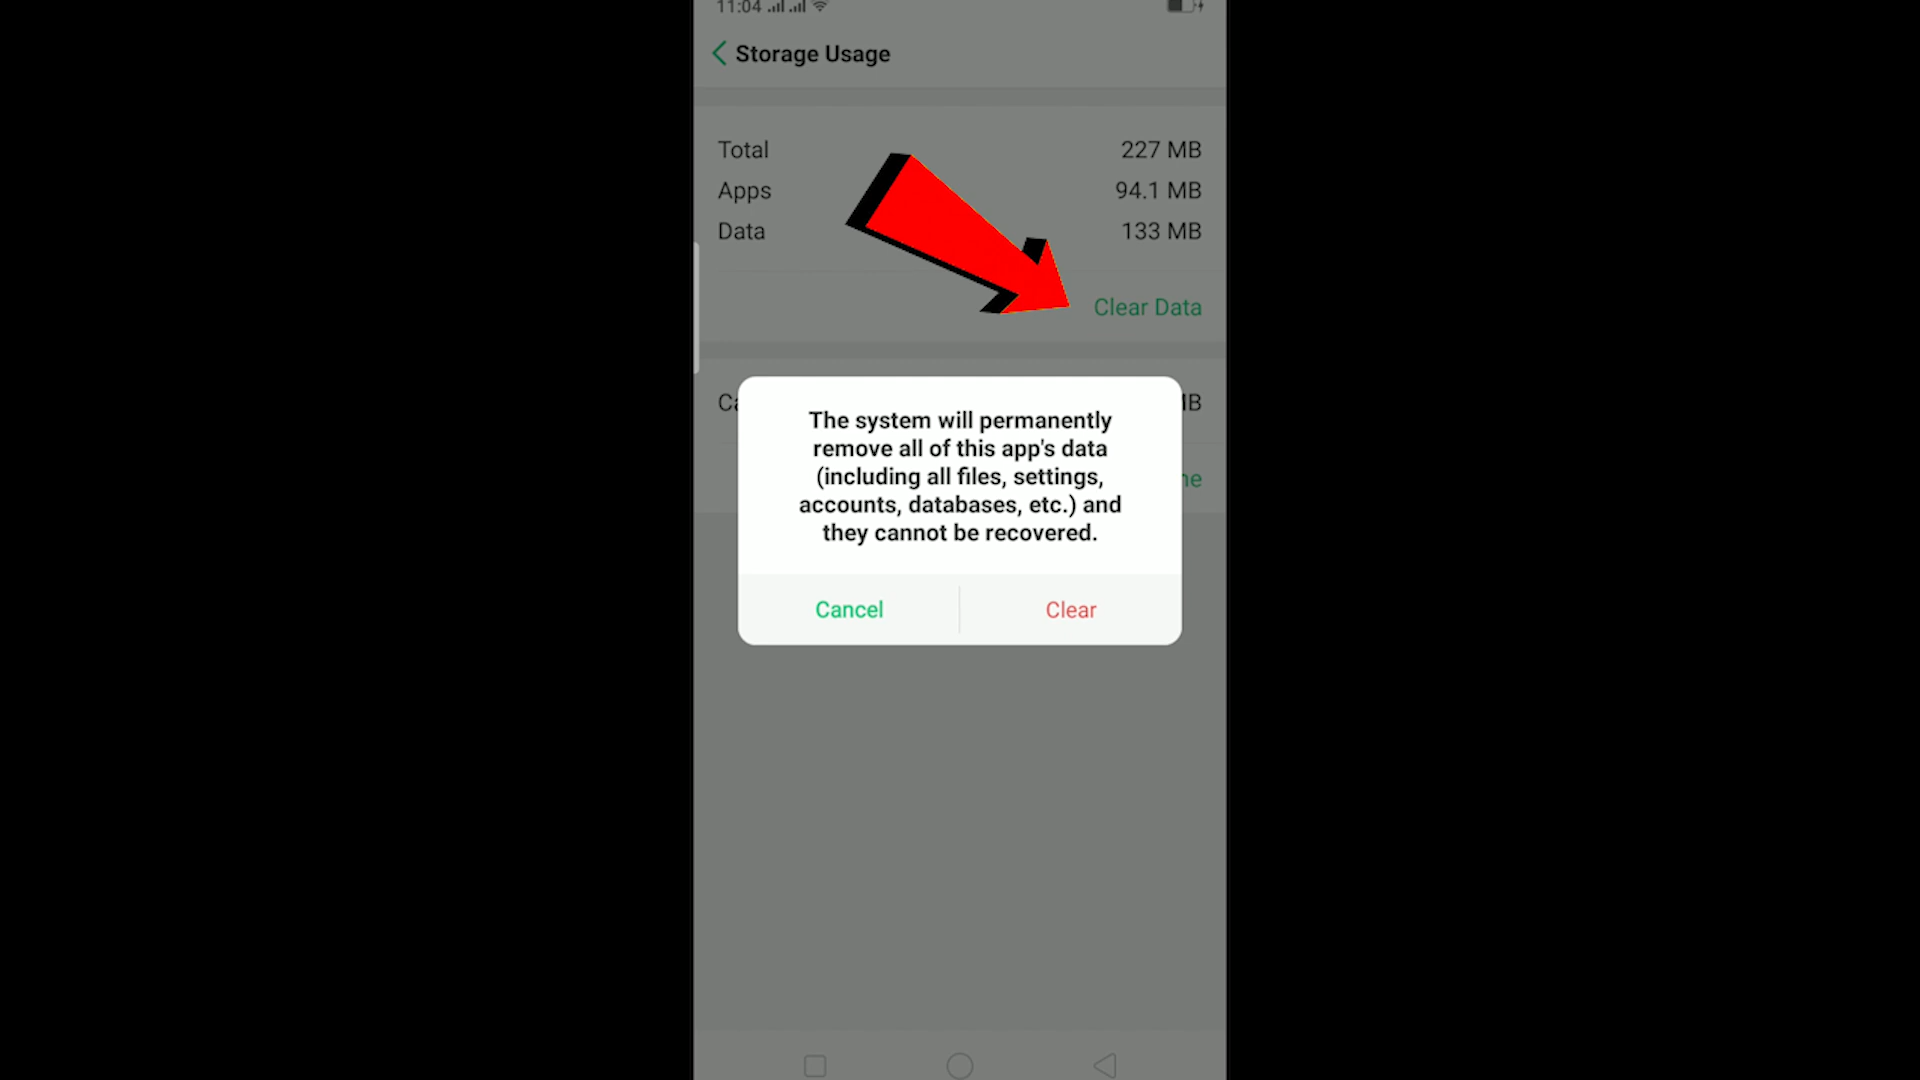 11:04
Storage Usage
Total 227 MB
Apps 94.1 MB
Data 133 MB
Clear Data
The system will permanently
remove all of this app's data
(including all files, settings,
accounts, databases, etc.) and
they cannot be recovered.
Cancel Clear